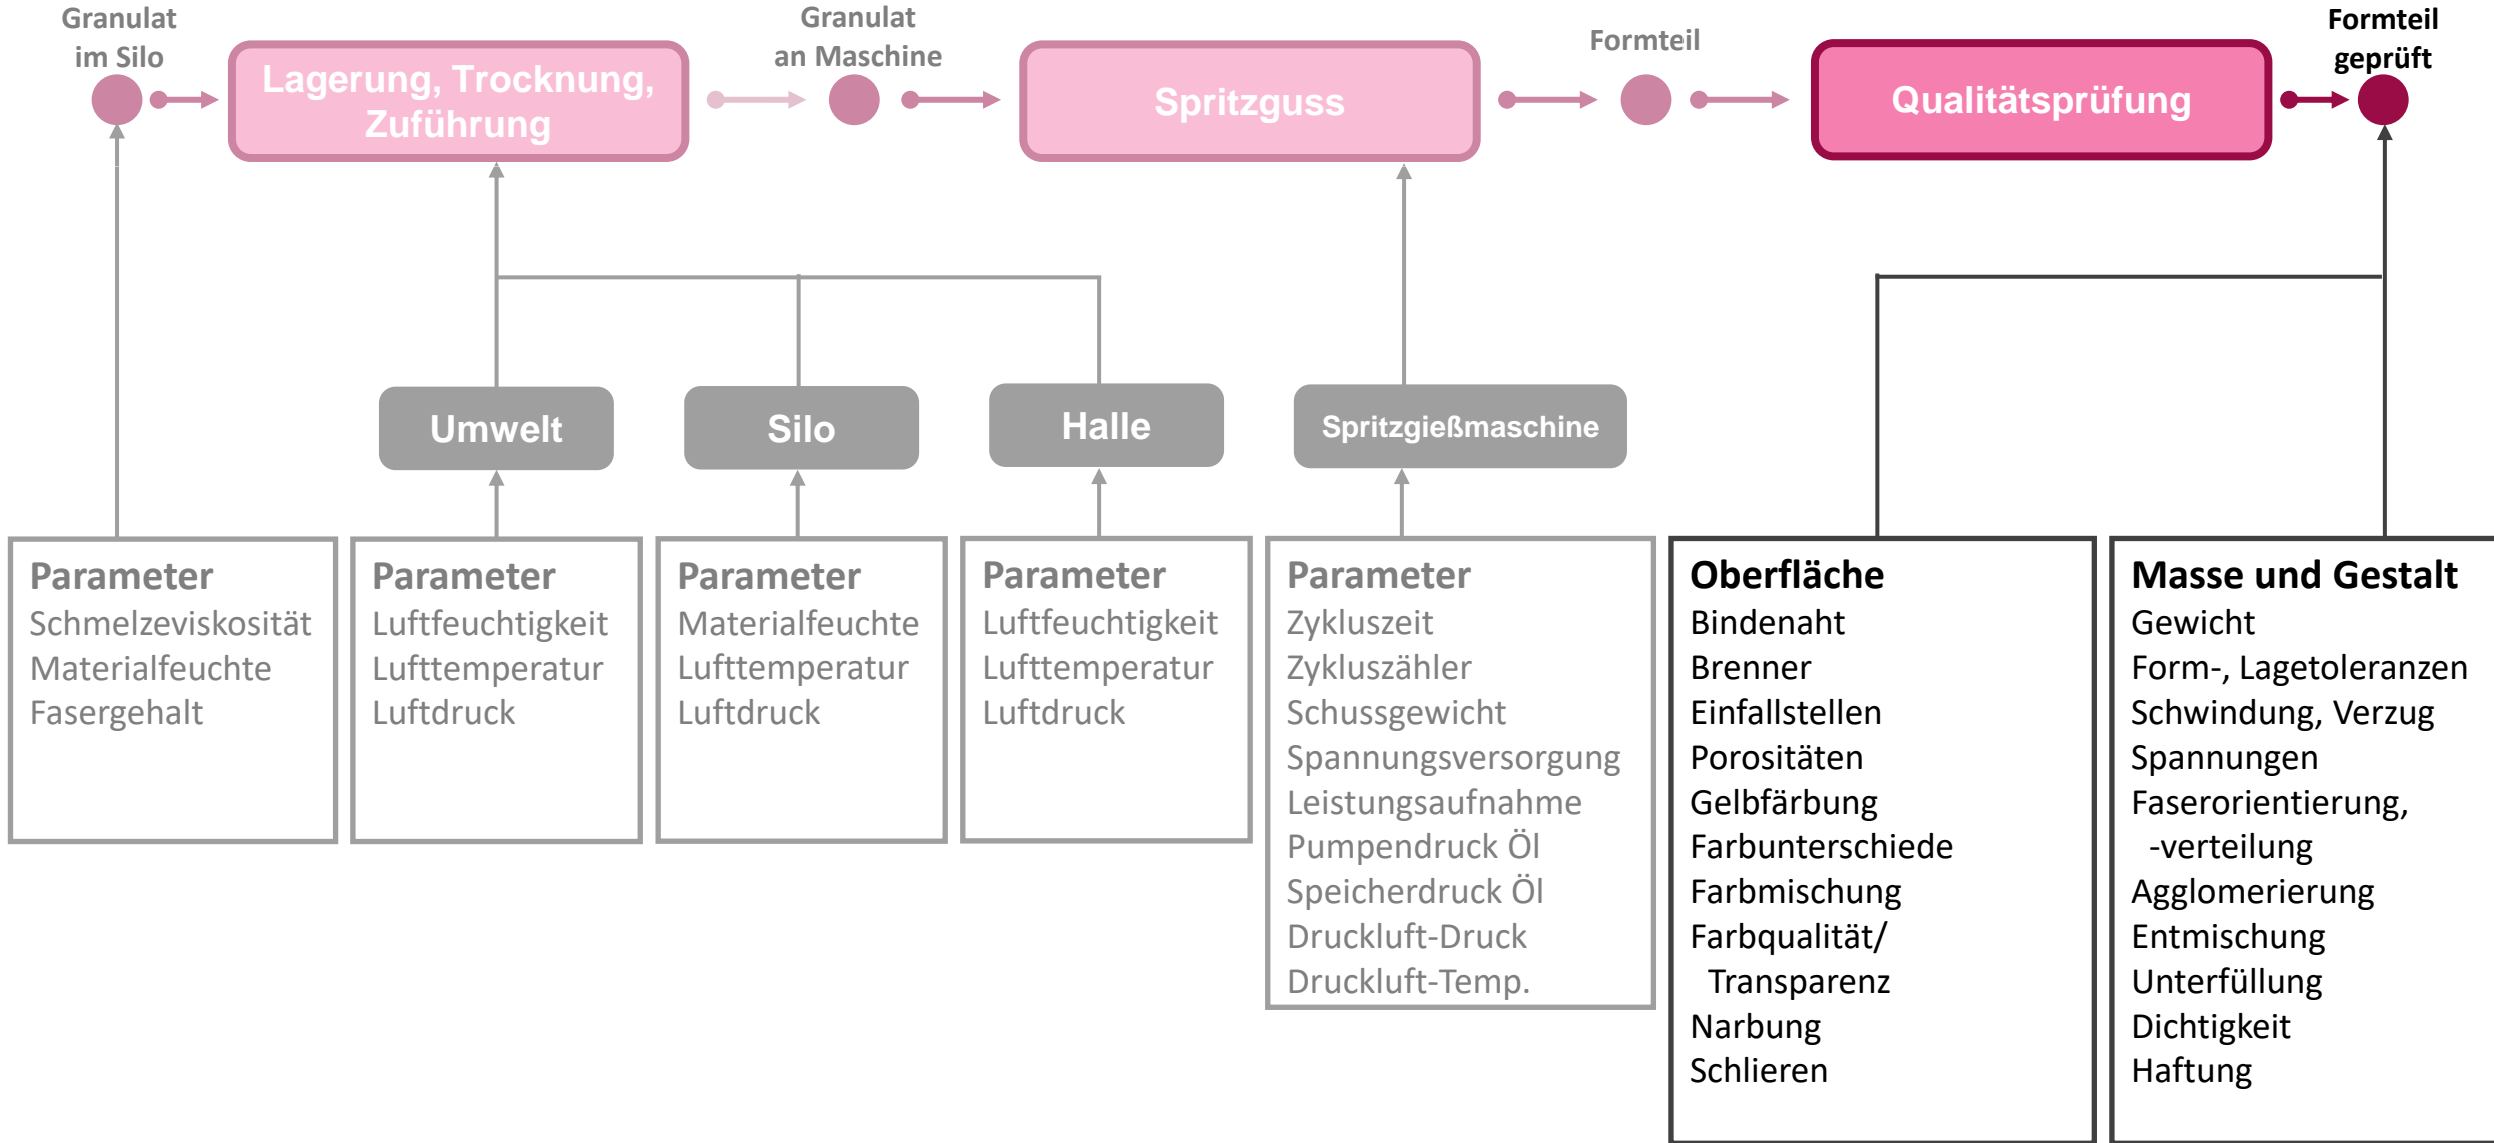 Granulat
im Silo
Lagerung, Trocknung,
Zuführung
Granulat
an Maschine
Spritzguss
Formteil
Qualitätsprüfung
Formteil
geprüft
Umwelt
Silo
Halle
Spritzgießmaschine
Parameter
Schmelzeviskosität
Materialfeuchte
Fasergehalt
Parameter
Luftfeuchtigkeit
Lufttemperatur
Luftdruck
Parameter
Materialfeuchte
Lufttemperatur
Luftdruck
Parameter
Luftfeuchtigkeit
Lufttemperatur
Luftdruck
Parameter
Zykluszeit
Zykluszähler
Schussgewicht
Spannungsversorgung
Leistungsaufnahme
Pumpendruck Öl
Speicherdruck Öl
Druckluft-Druck
Druckluft-Temp.
Oberfläche
Bindenaht
Brenner
Einfallstellen
Porositäten
Gelbfärbung
Farbunterschiede
Farbmischung
Farbqualität/
Transparenz
Narbung
Schlieren
Masse und Gestalt
Gewicht
Form-, Lagetoleranzen
Schwindung, Verzug
Spannungen
Faserorientierung,
-verteilung
Agglomerierung
Entmischung
Unterfüllung
Dichtigkeit
Haftung